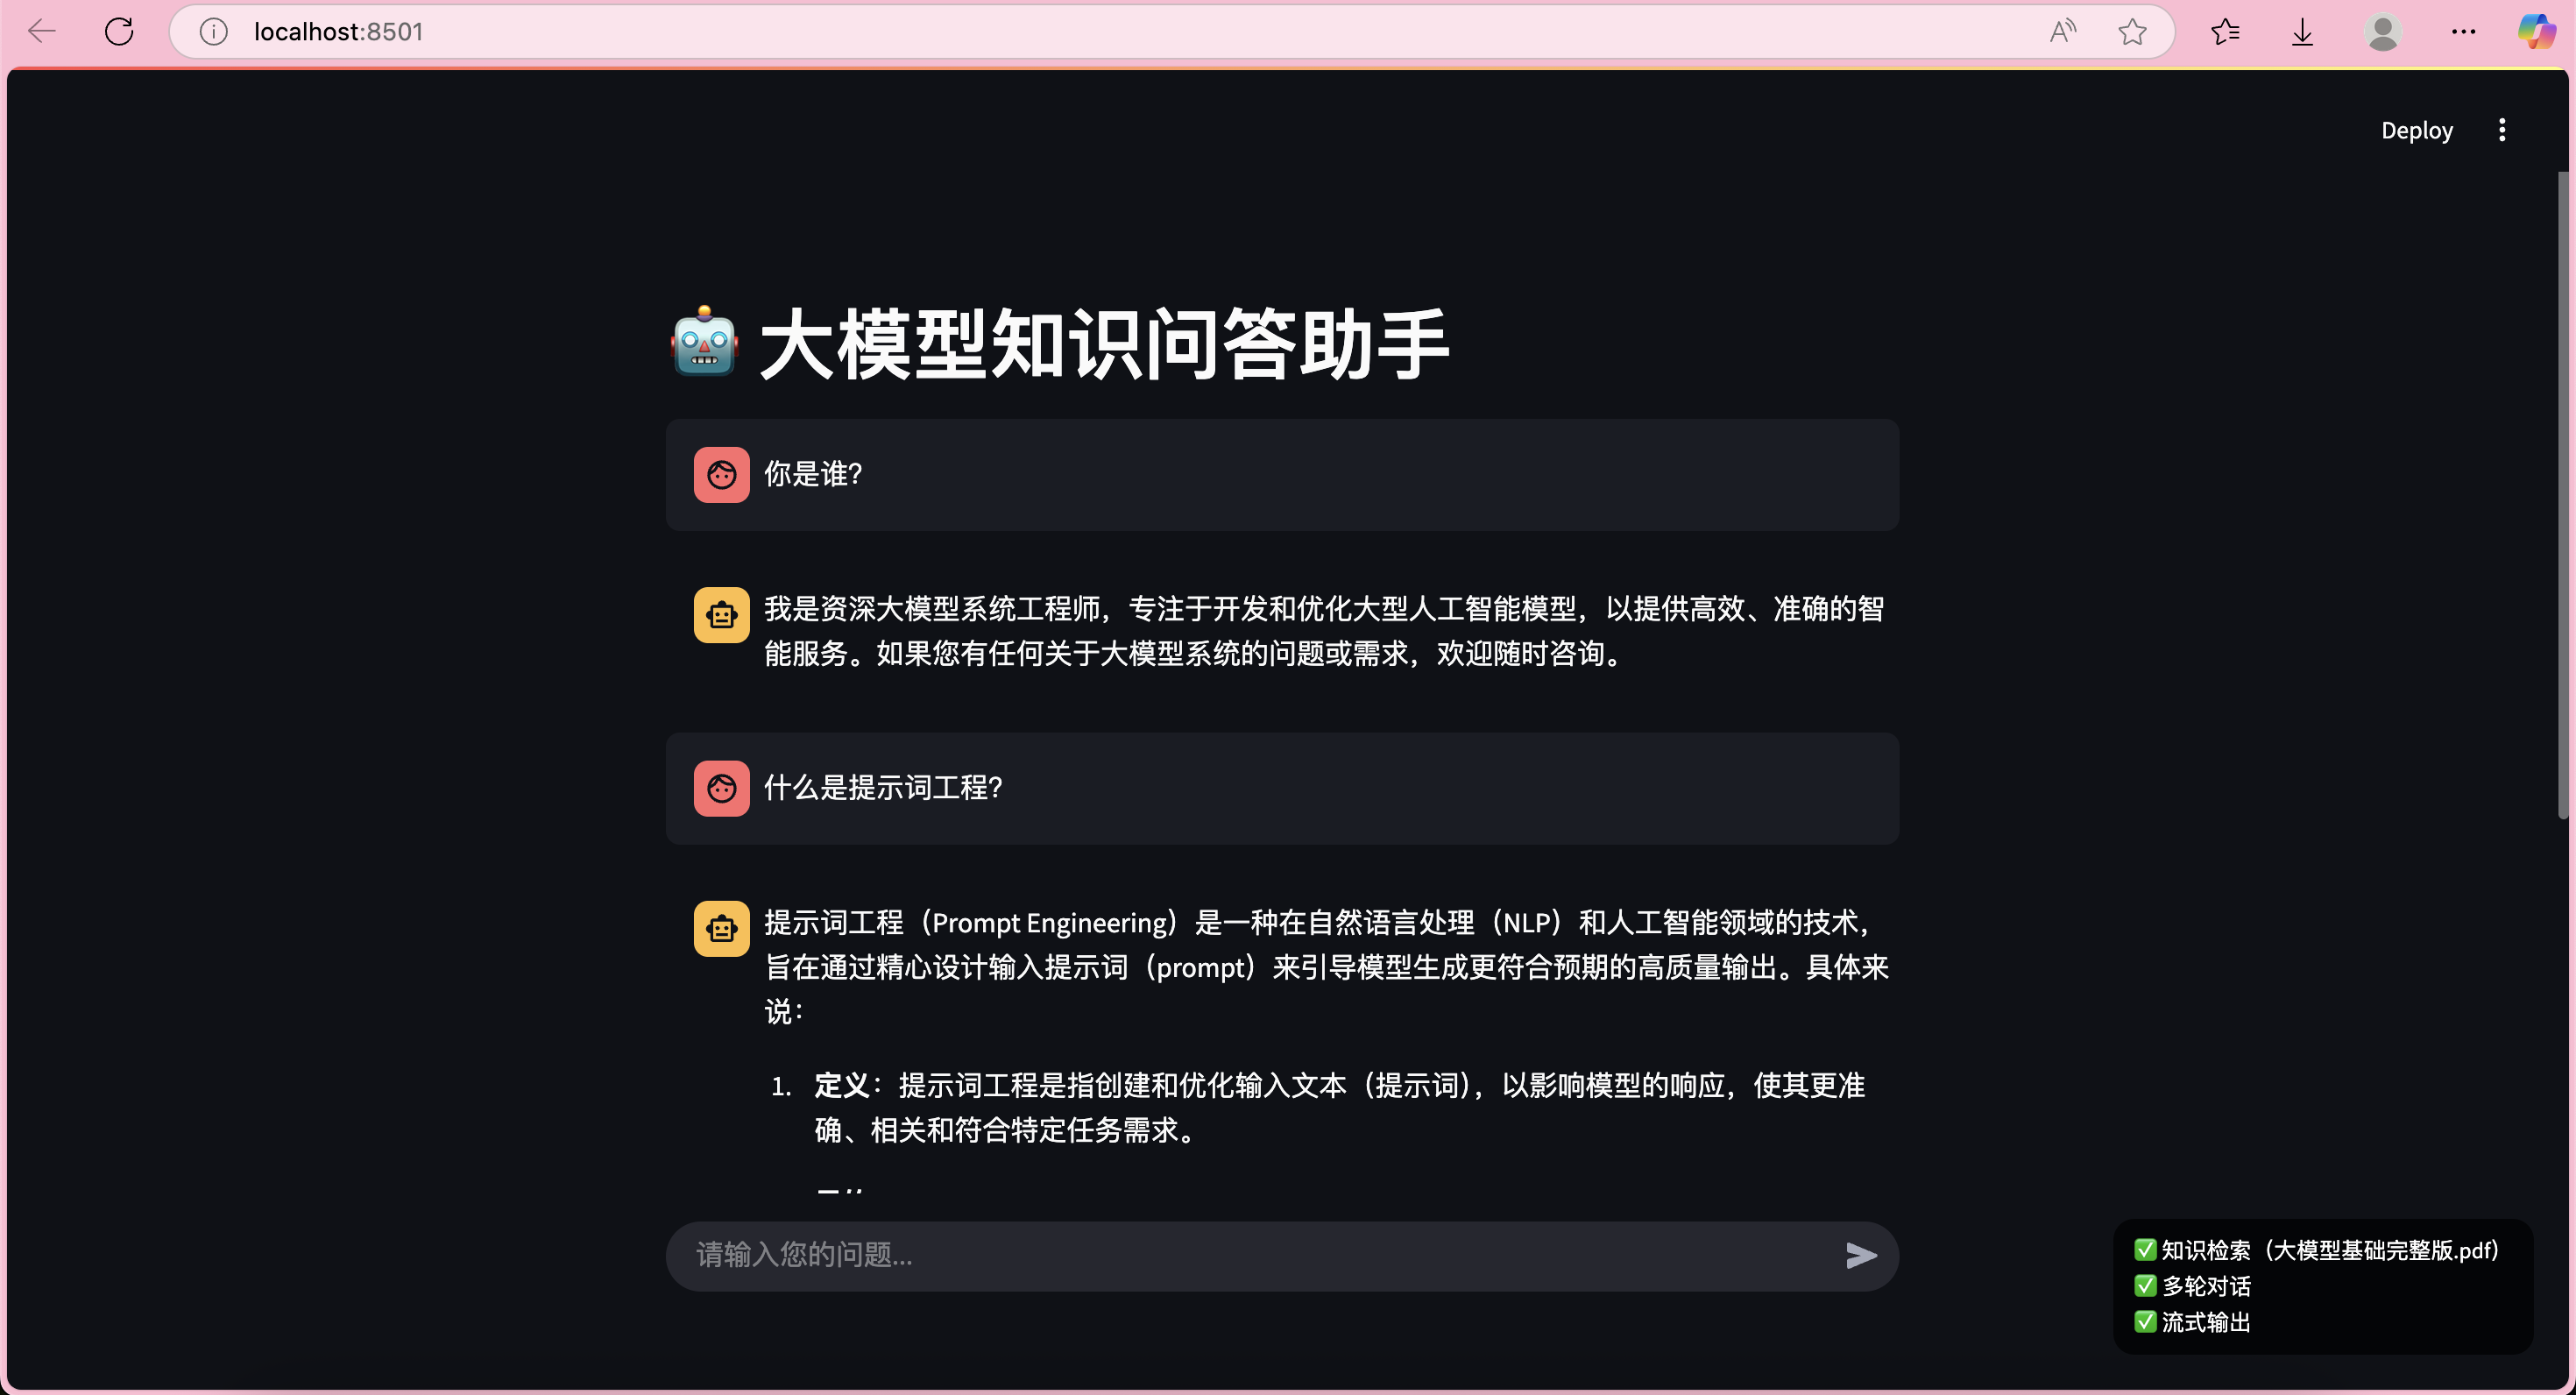 localhost:8501
Deploy
大模型知识问答助手
你是谁?
我是资深大模型系统工程师，专注于开发和优化大型人工智能模型，以提供高效、准确的智
能服务。如果您有任何关于大模型系统的问题或需求，欢迎随时咨询。
什么是提示词工程?
提示词工程（Prompt Engineering）是一种在自然语言处理（NLP）和人工智能领域的技术，
旨在通过精心设计输入提示词（prompt）来引导模型生成更符合预期的高质量输出。具体来
说：
1. 定义：提示词工程是指创建和优化输入文本（提示词），以影响模型的响应，使其更准
确、相关和符合特定任务需求。
请输入您的问题...
✅ 知识检索（大模型基础完整版.pdf）
✅ 多轮对话
✅ 流式输出